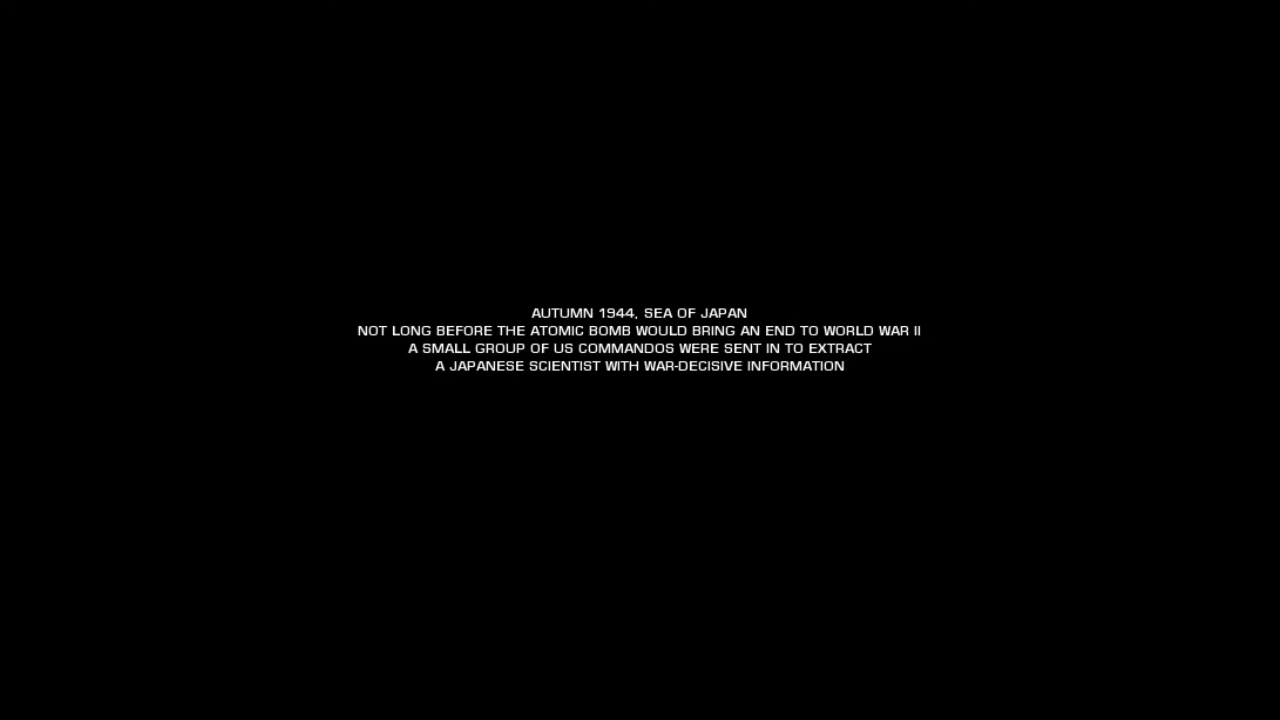 AUTUMN 1944, SEA OF JAPAN
NOT LONG BEFORE THE ATOMIC BOMB WOULD BRING AN END TO WORLD WAR II
A SMALL GROUP OF US COMMANDOS WERE SENT IN TO EXTRACT
A JAPANESE SCIENTIST WITH WAR-DECISIVE INFORMATION